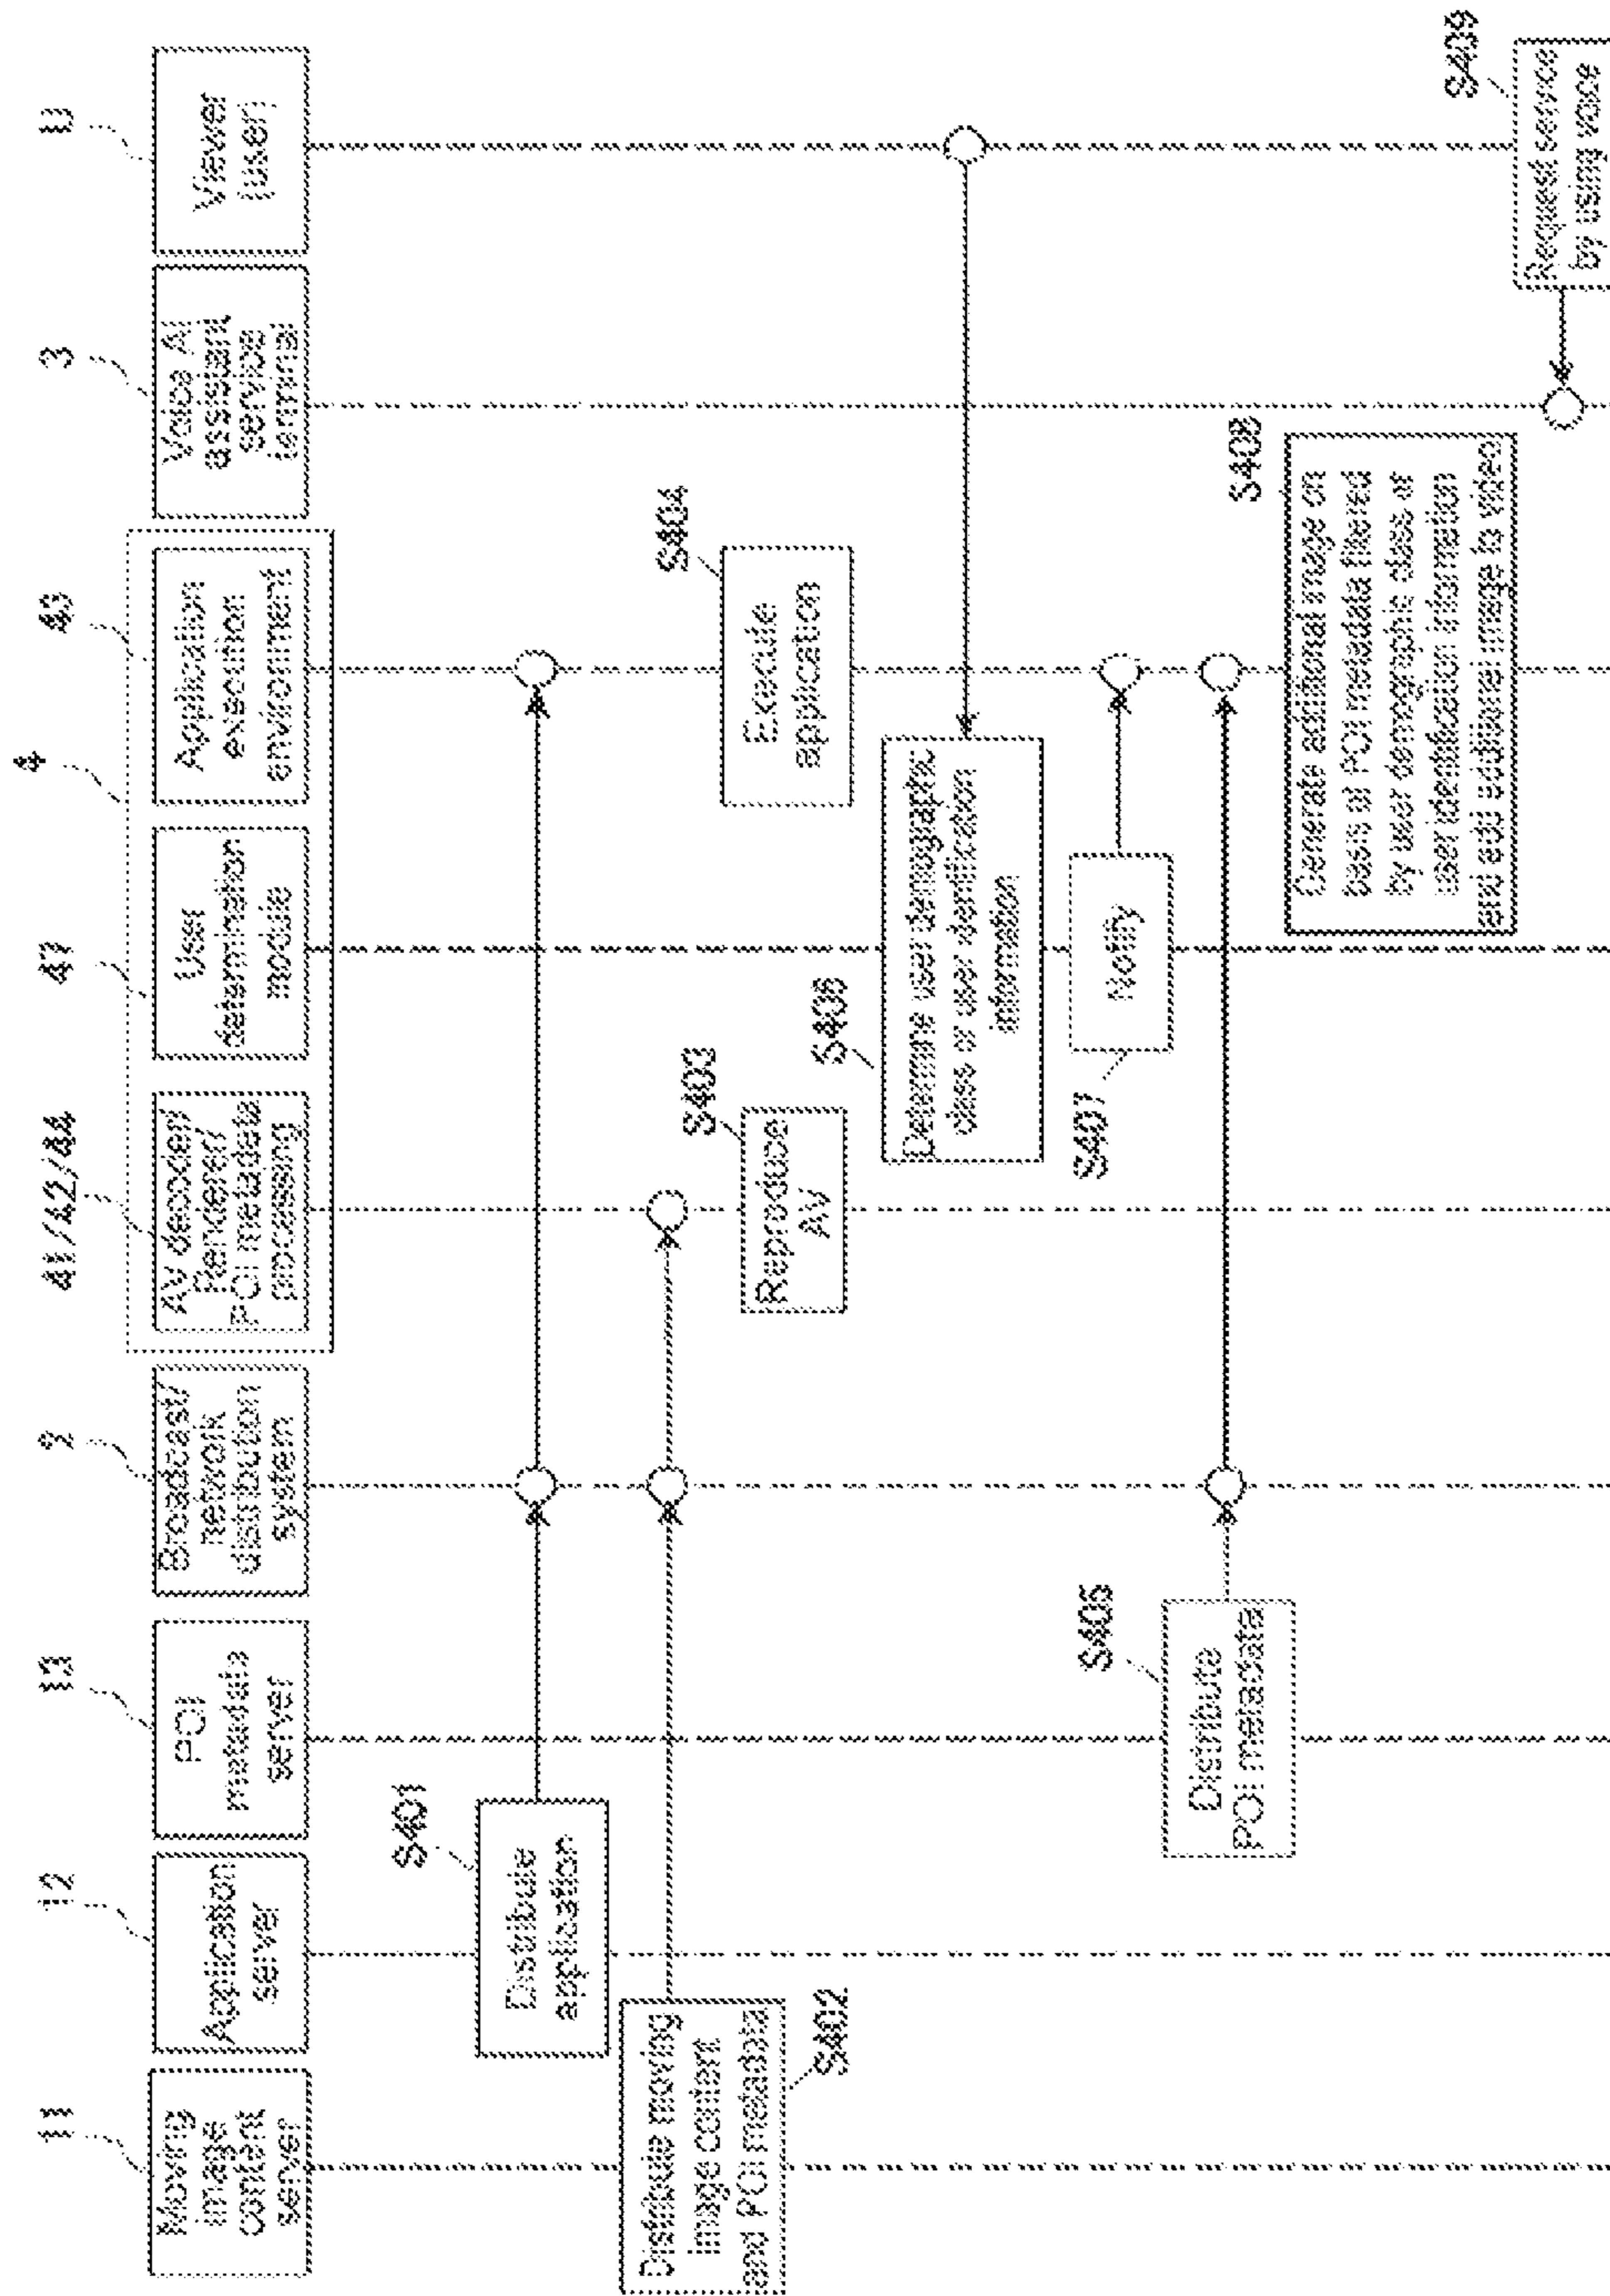 11
Moving
image
content
server
12
Application
server
13
POI
metadata
server
2
Broadcast/
network
distribution
system
4
41/42/44
AV decoder/
Renderer/
POI metadata
processing
47
User
determination
module
43
Application
execution
environment
3
Voice AI
assistant
service
terminal
U
Viewer
(user)
S401
Distribute
application
Distribute moving
image content
and POI metadata
S402
S403
Reproduce
AV
S404
Execute
application
S406
Determine user demographic
class or user identification
information
S407
Notify
S405
Distribute
POI metadata
S408
Generate additional image on
basis of POI metadata filtered
by user demographic class or
user identification information
and add additional image to video
S409
Request service
by using voice